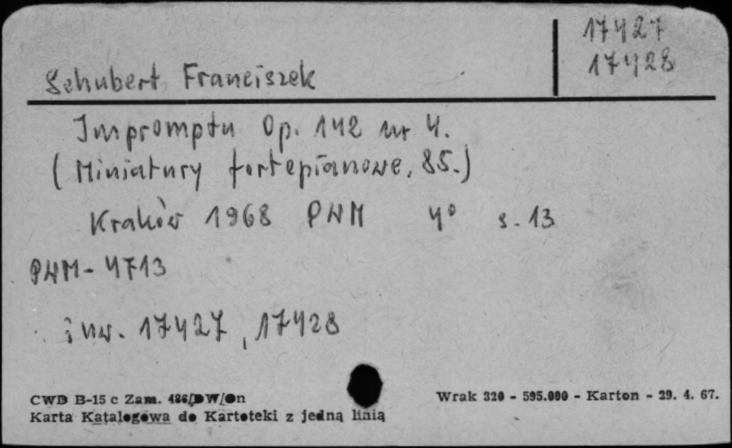 17427
17428
Schubert Franciszek
Impromptu Op. 142 nr 4.
(Miniatury fortepianowe, 85.)
Kraków 1968 PWM 4° s. 13
PWM-4713
inw. 17427, 17428
CWD B-15 c Zam. 486/DW/On Wrak 320 - 595.000 - Karton - 29. 4. 67.
Karta Katalogowa do Kartoteki z jedną linią